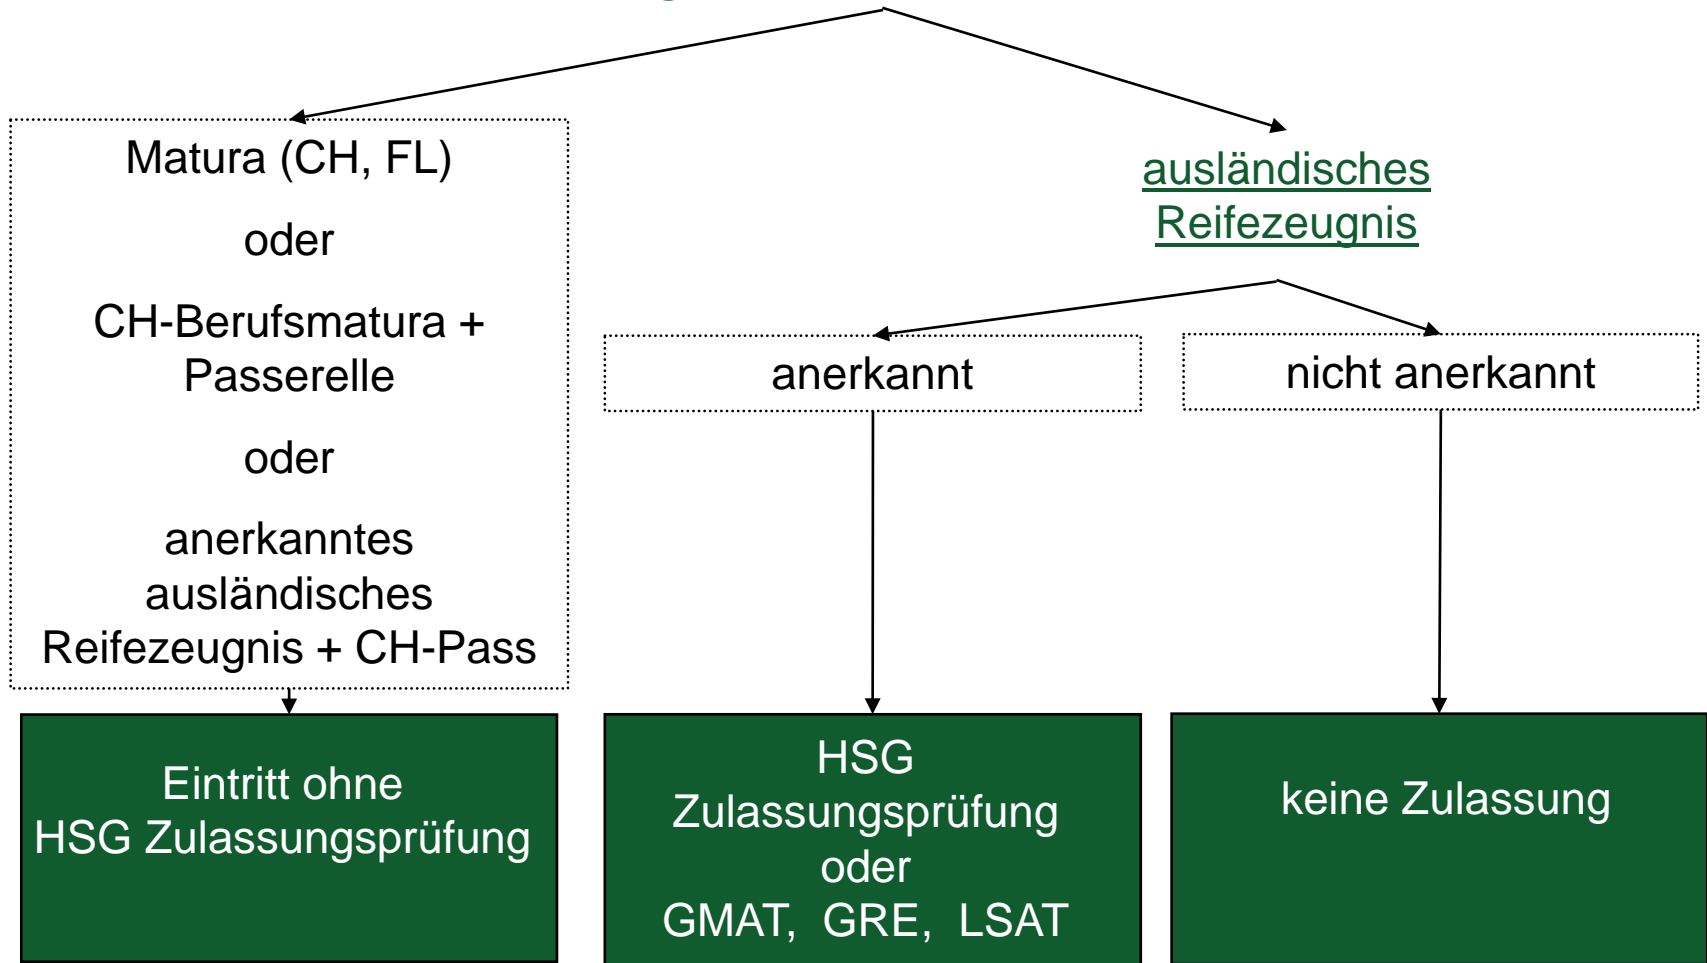 Matura (CH, FL)
oder
CH-Berufsmatura +
Passerelle
oder
anerkanntes
ausländisches
Reifezeugnis + CH-Pass
Eintritt ohne
HSG Zulassungsprüfung
ausländisches
Reifezeugnis
anerkannt
HSG
Zulassungsprüfung
oder
GMAT, GRE, LSAT
nicht anerkannt
keine Zulassung